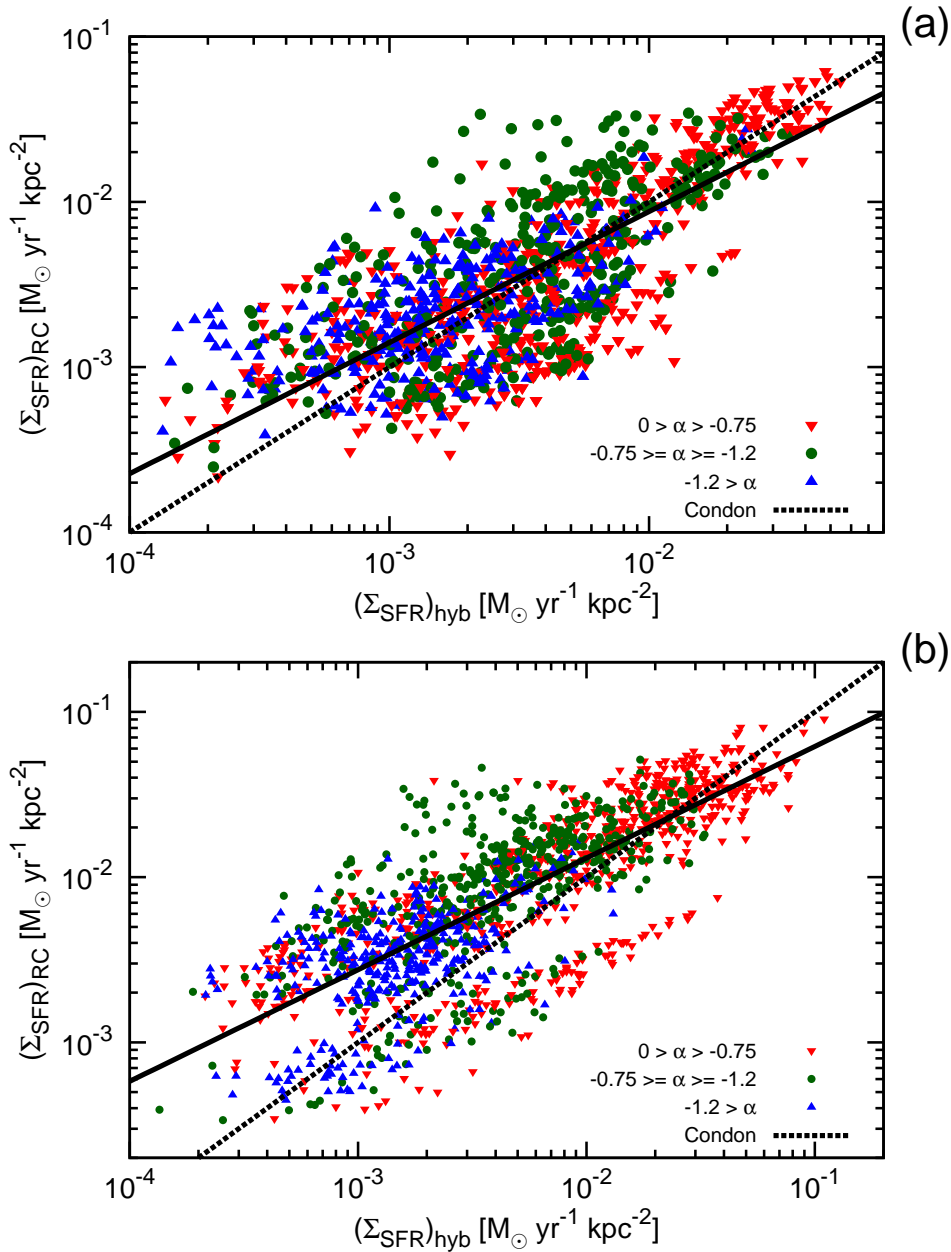 (a)
10⁻¹
10⁻²
10⁻³
10⁻⁴
(Σ_SFR)_RC [M_☉ yr⁻¹ kpc⁻²]
0 > α > -0.75
-0.75 >= α >= -1.2
-1.2 > α
Condon
10⁻⁴ 10⁻³ 10⁻²
(Σ_SFR)_hyb [M_☉ yr⁻¹ kpc⁻²]
(b)
10⁻¹
10⁻²
10⁻³
(Σ_SFR)_RC [M_☉ yr⁻¹ kpc⁻²]
0 > α > -0.75
-0.75 >= α >= -1.2
-1.2 > α
Condon
10⁻⁴ 10⁻³ 10⁻² 10⁻¹
(Σ_SFR)_hyb [M_☉ yr⁻¹ kpc⁻²]